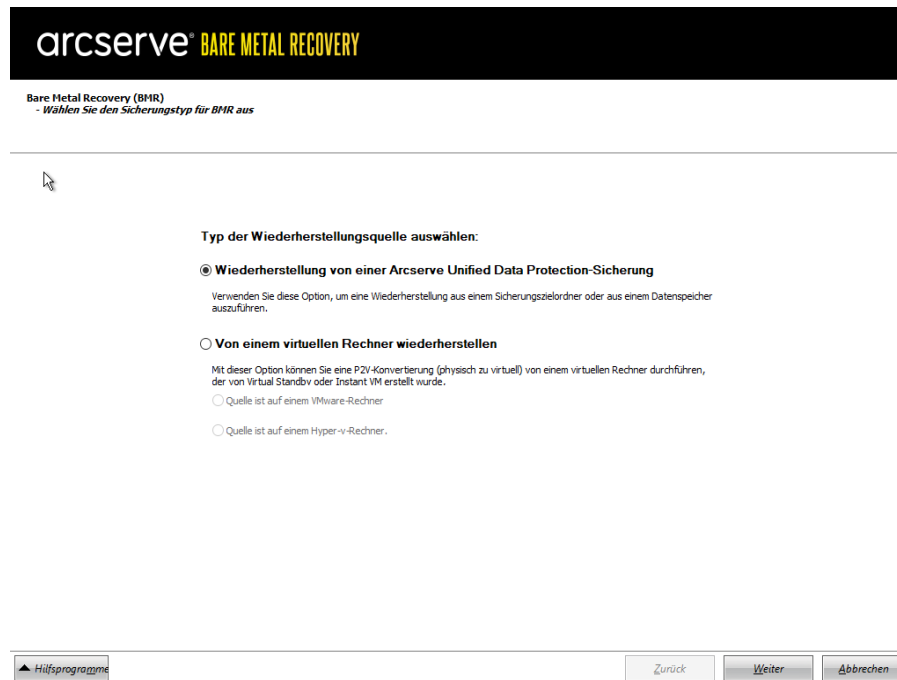 arcserve® BARE METAL RECOVERY
Bare Metal Recovery (BMR)
- Wählen Sie den Sicherungstyp für BMR aus
Typ der Wiederherstellungsquelle auswählen:
Wiederherstellung von einer Arcserve Unified Data Protection-Sicherung
Verwenden Sie diese Option, um eine Wiederherstellung aus einem Sicherungszielordner oder aus einem Datenspeicher
auszuführen.
Von einem virtuellen Rechner wiederherstellen
Mit dieser Option können Sie eine P2V-Konvertierung (physisch zu virtuell) von einem virtuellen Rechner durchführen,
der von Virtual Standby oder Instant VM erstellt wurde.
Quelle ist auf einem VMware-Rechner
Quelle ist auf einem Hyper-v-Rechner.
Hilfsprogramme
Zurück
Weiter
Abbrechen